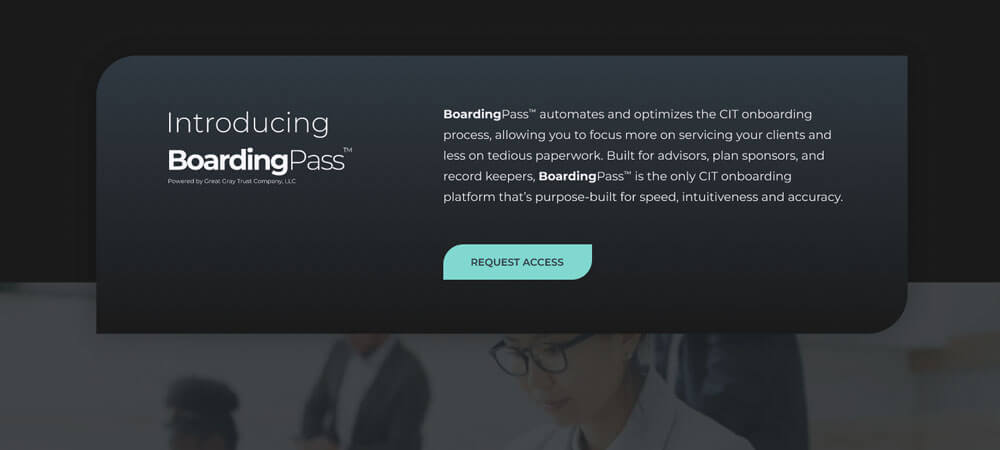 Introducing
BoardingPass™
Powered by Great Gray Trust Company, LLC
BoardingPass™ automates and optimizes the CIT onboarding
process, allowing you to focus more on servicing your clients and
less on tedious paperwork. Built for advisors, plan sponsors, and
record keepers, BoardingPass™ is the only CIT onboarding
platform that’s purpose-built for speed, intuitiveness and accuracy.
REQUEST ACCESS